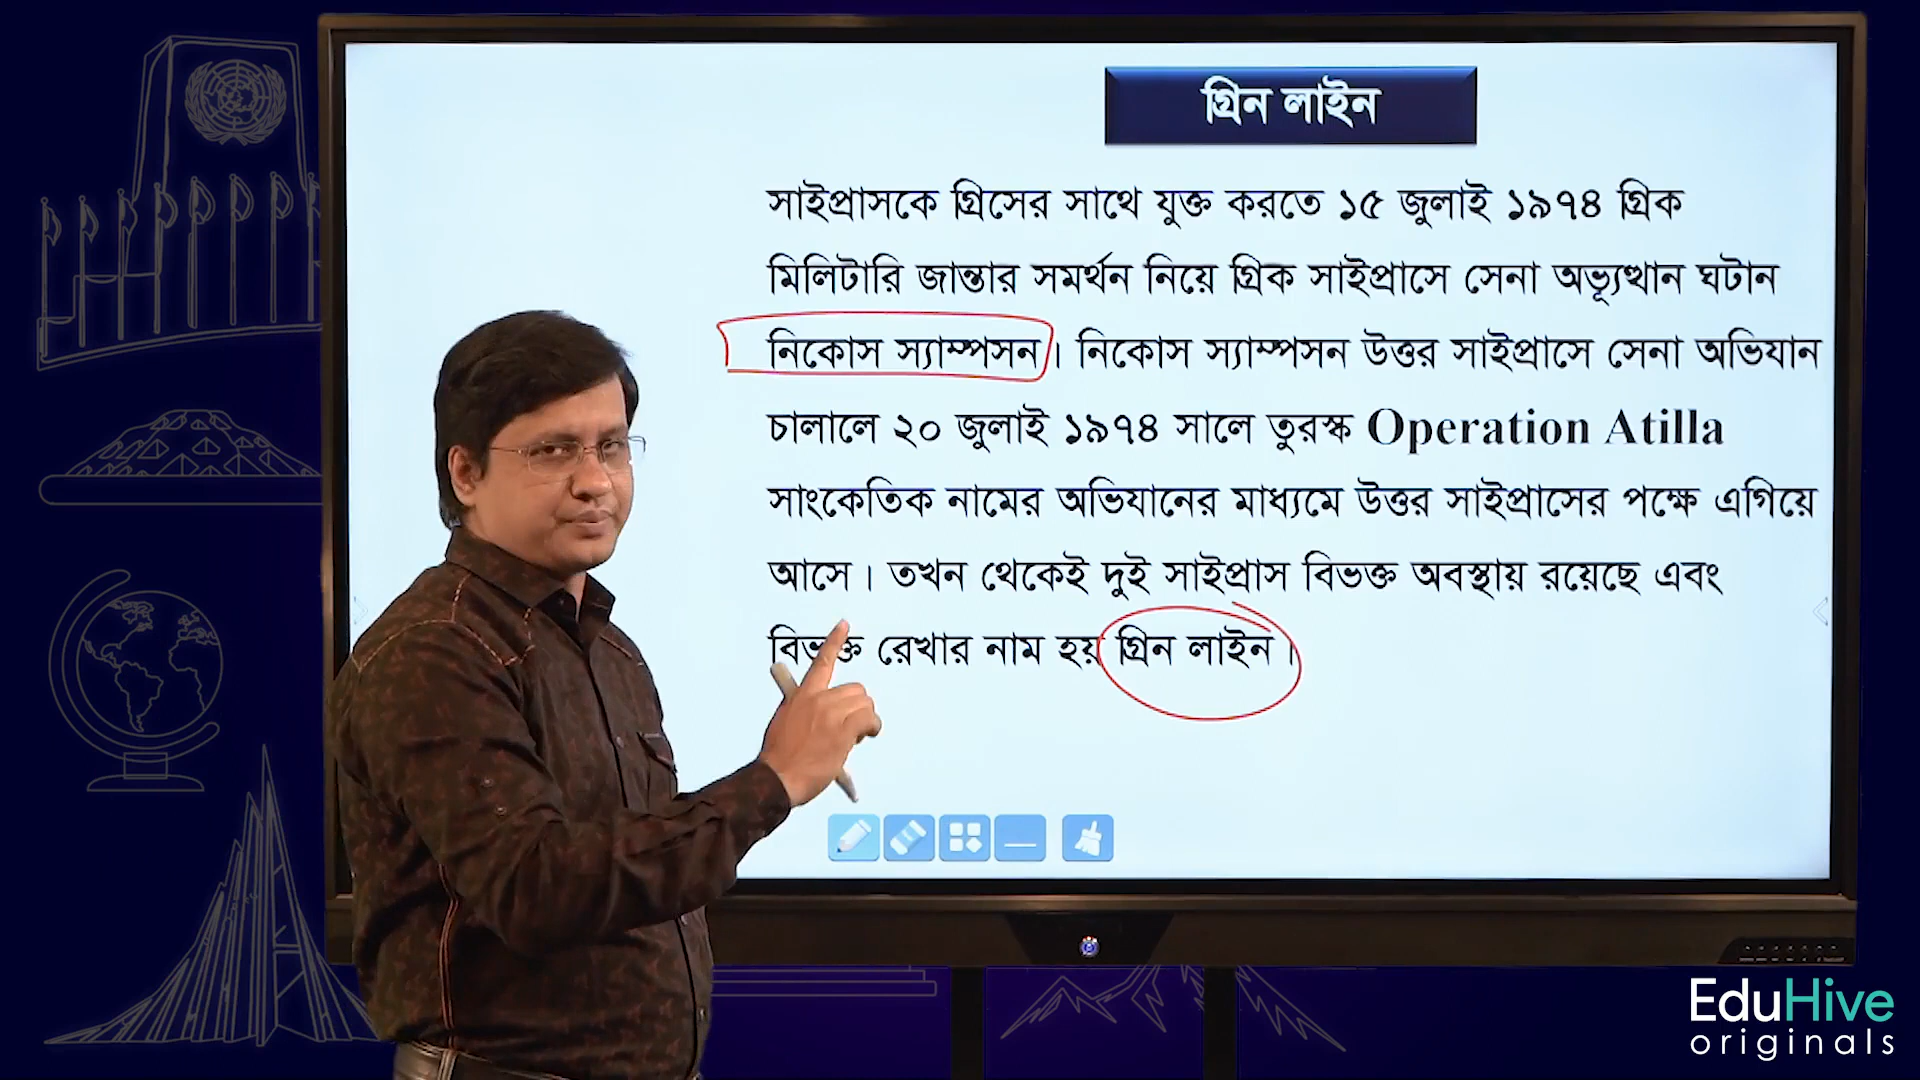 গ্রিন লাইন
সাইপ্রাসকে গ্রিসের সাথে যুক্ত করতে ১৫ জুলাই ১৯৭৪ গ্রিক
মিলিটারি জান্তার সমর্থন নিয়ে গ্রিক সাইপ্রাসে সেনা অভ্যূত্থান ঘটান
নিকোস স্যাম্পসন। নিকোস স্যাম্পসন উত্তর সাইপ্রাসে সেনা অভিযান
চালালে ২০ জুলাই ১৯৭৪ সালে তুরস্ক Operation Atilla
সাংকেতিক নামের অভিযানের মাধ্যমে উত্তর সাইপ্রাসের পক্ষে এগিয়ে
আসে। তখন থেকেই দুই সাইপ্রাস বিভক্ত অবস্থায় রয়েছে এবং
বিভক্ত রেখার নাম হয় গ্রিন লাইন।
EduHive
originals